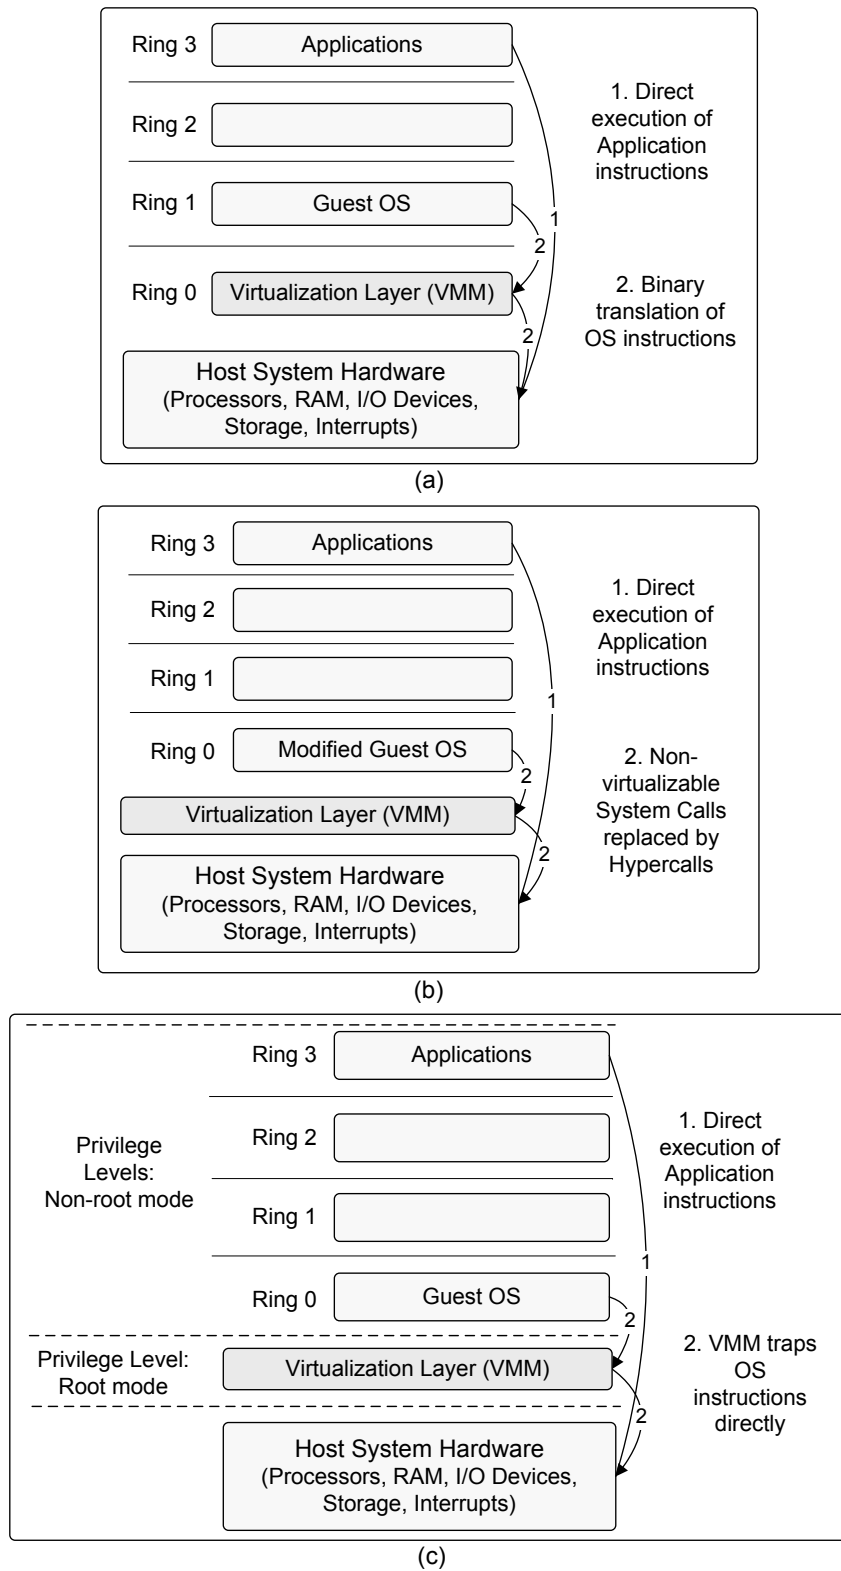 Ring 3
Applications
Ring 2
Ring 1
Guest OS
Ring 0
Virtualization Layer (VMM)
Host System Hardware
(Processors, RAM, I/O Devices,
Storage, Interrupts)
1
2
2
1. Direct
execution of
Application
instructions
2. Binary
translation of
OS instructions
(a)
Ring 3
Applications
Ring 2
Ring 1
Ring 0
Modified Guest OS
Virtualization Layer (VMM)
Host System Hardware
(Processors, RAM, I/O Devices,
Storage, Interrupts)
1
2
2
1. Direct
execution of
Application
instructions
2. Non-
virtualizable
System Calls
replaced by
Hypercalls
(b)
Privilege
Levels:
Non-root mode
Ring 3
Applications
Ring 2
Ring 1
Ring 0
Guest OS
Privilege Level:
Root mode
Virtualization Layer (VMM)
Host System Hardware
(Processors, RAM, I/O Devices,
Storage, Interrupts)
1
2
2
1. Direct
execution of
Application
instructions
2. VMM traps
OS
instructions
directly
(c)